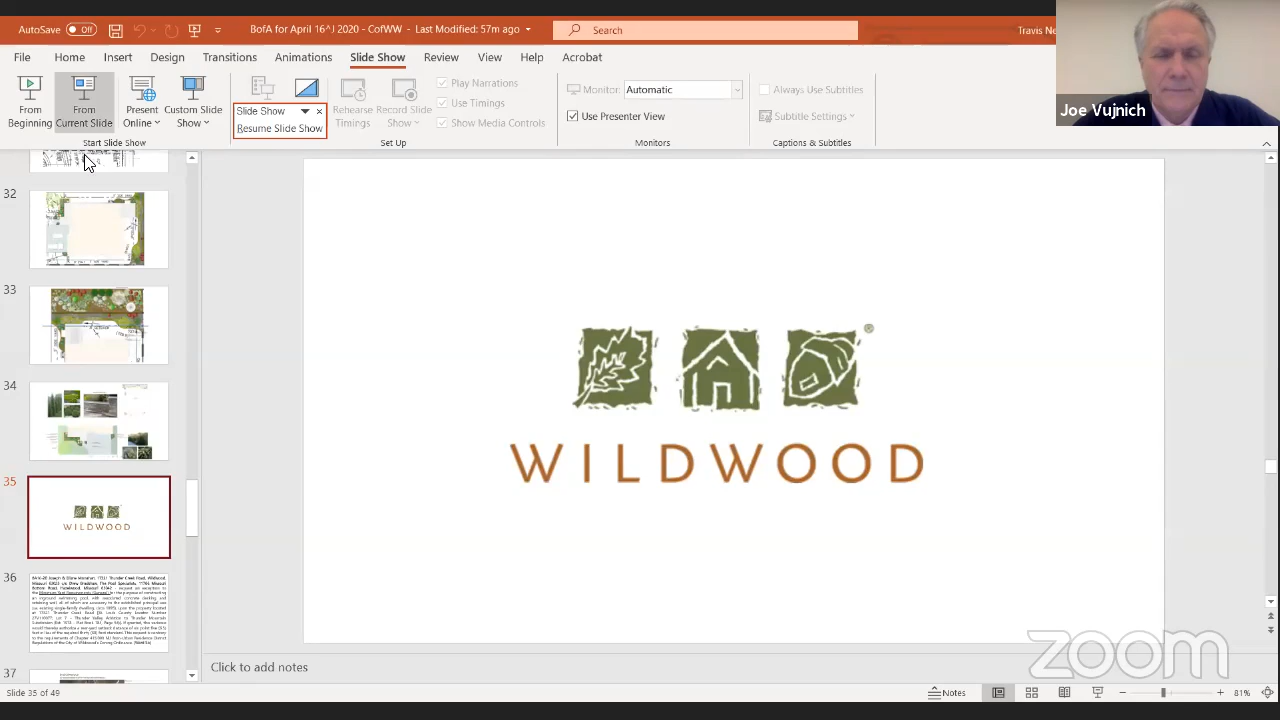 AutoSave Off
BofA for April 16^J 2020 - CofWW - Last Modified: 57m ago
Search
Travis Ne
File Home Insert Design Transitions Animations Slide Show Review View Help Acrobat
From Beginning
From Current Slide
Present Online
Custom Slide Show
Start Slide Show
Slide Show
Resume Slide Show
Rehearse Timings
Record Slide Show
Play Narrations
Use Timings
Show Media Controls
Set Up
Monitor: Automatic
Use Presenter View
Monitors
Always Use Subtitles
Subtitle Settings
Captions & Subtitles
Joe Vujnich
32
33
34
35
WILDWOOD
36
37
WILDWOOD
®
zoom
Click to add notes
Slide 35 of 49
Notes
81%